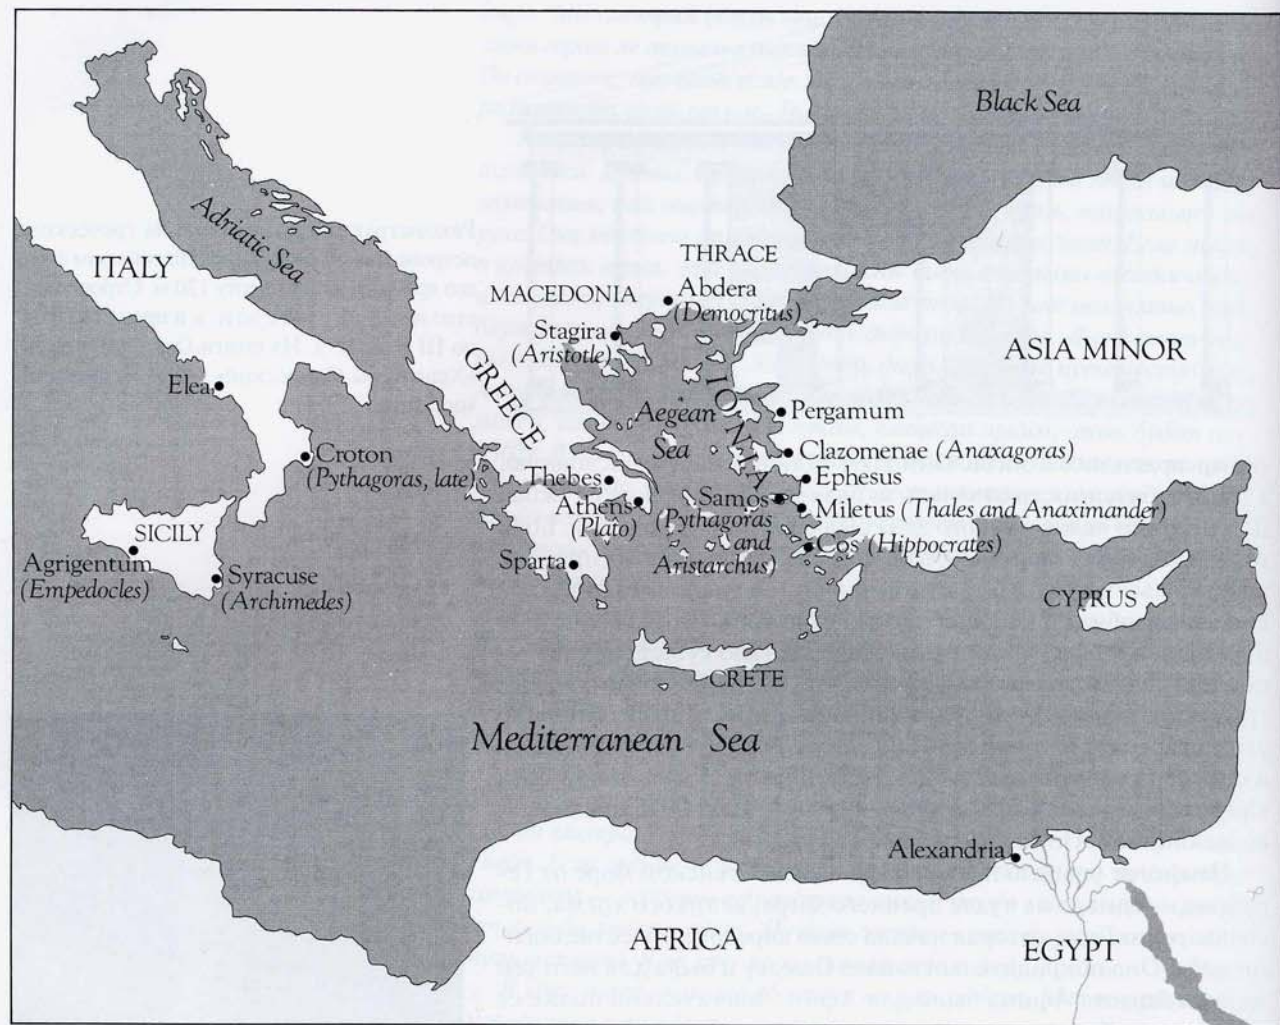 Black Sea
Adriatic Sea
THRACE
ITALY
Abdera
(Democritus)
MACEDONIA
Stagira
(Aristotle)
GREECE
IONIA
ASIA MINOR
Elea
Aegean
Sea
Pergamum
Croton
(Pythagoras, late)
Clazomenae (Anaxagoras)
Thebes
Ephesus
Athens
(Plato)
Samos
(Pythagoras
and
Aristarchus)
Miletus (Thales and Anaximander)
SICILY
Cos (Hippocrates)
Agrigentum
(Empedocles)
Syracuse
(Archimedes)
Sparta
CYPRUS
CRETE
Mediterranean Sea
Alexandria
AFRICA
EGYPT